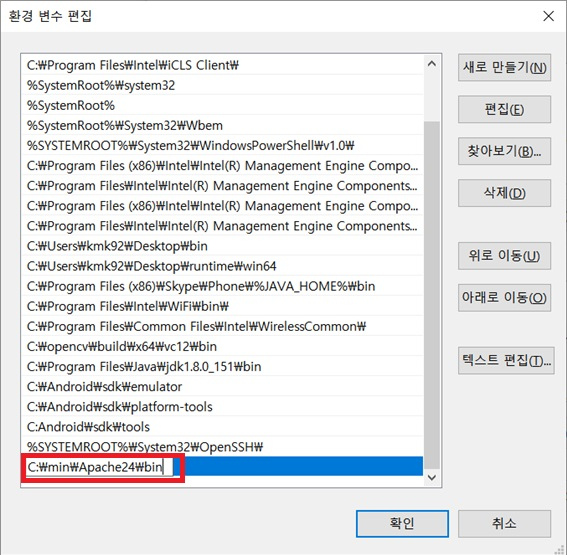 환경 변수 편집
C:₩Program Files₩Intel₩iCLS Client₩
%SystemRoot%₩system32
%SystemRoot%
%SystemRoot%₩System32₩Wbem
%SYSTEMROOT%₩System32₩WindowsPowerShell₩v1.0₩
C:₩Program Files (x86)₩Intel₩Intel(R) Management Engine Compo...
C:₩Program Files₩Intel₩Intel(R) Management Engine Components...
C:₩Program Files (x86)₩Intel₩Intel(R) Management Engine Compo...
C:₩Program Files₩Intel₩Intel(R) Management Engine Components...
C:₩Users₩kmk92₩Desktop₩bin
C:₩Users₩kmk92₩Desktop₩runtime₩win64
C:₩Program Files (x86)₩Skype₩Phone₩%JAVA_HOME%₩bin
C:₩Program Files₩Intel₩WiFi₩bin₩
C:₩Program Files₩Common Files₩Intel₩WirelessCommon₩
C:₩opencv₩build₩x64₩vc12₩bin
C:₩Program Files₩Java₩jdk1.8.0_151₩bin
C:₩Android₩sdk₩emulator
C:₩Android₩sdk₩platform-tools
C:Android₩sdk₩tools
%SYSTEMROOT%₩System32₩OpenSSH₩
C:₩min₩Apache24₩bin
새로 만들기(N)
편집(E)
찾아보기(B)...
삭제(D)
위로 이동(U)
아래로 이동(O)
텍스트 편집(T)...
확인
취소